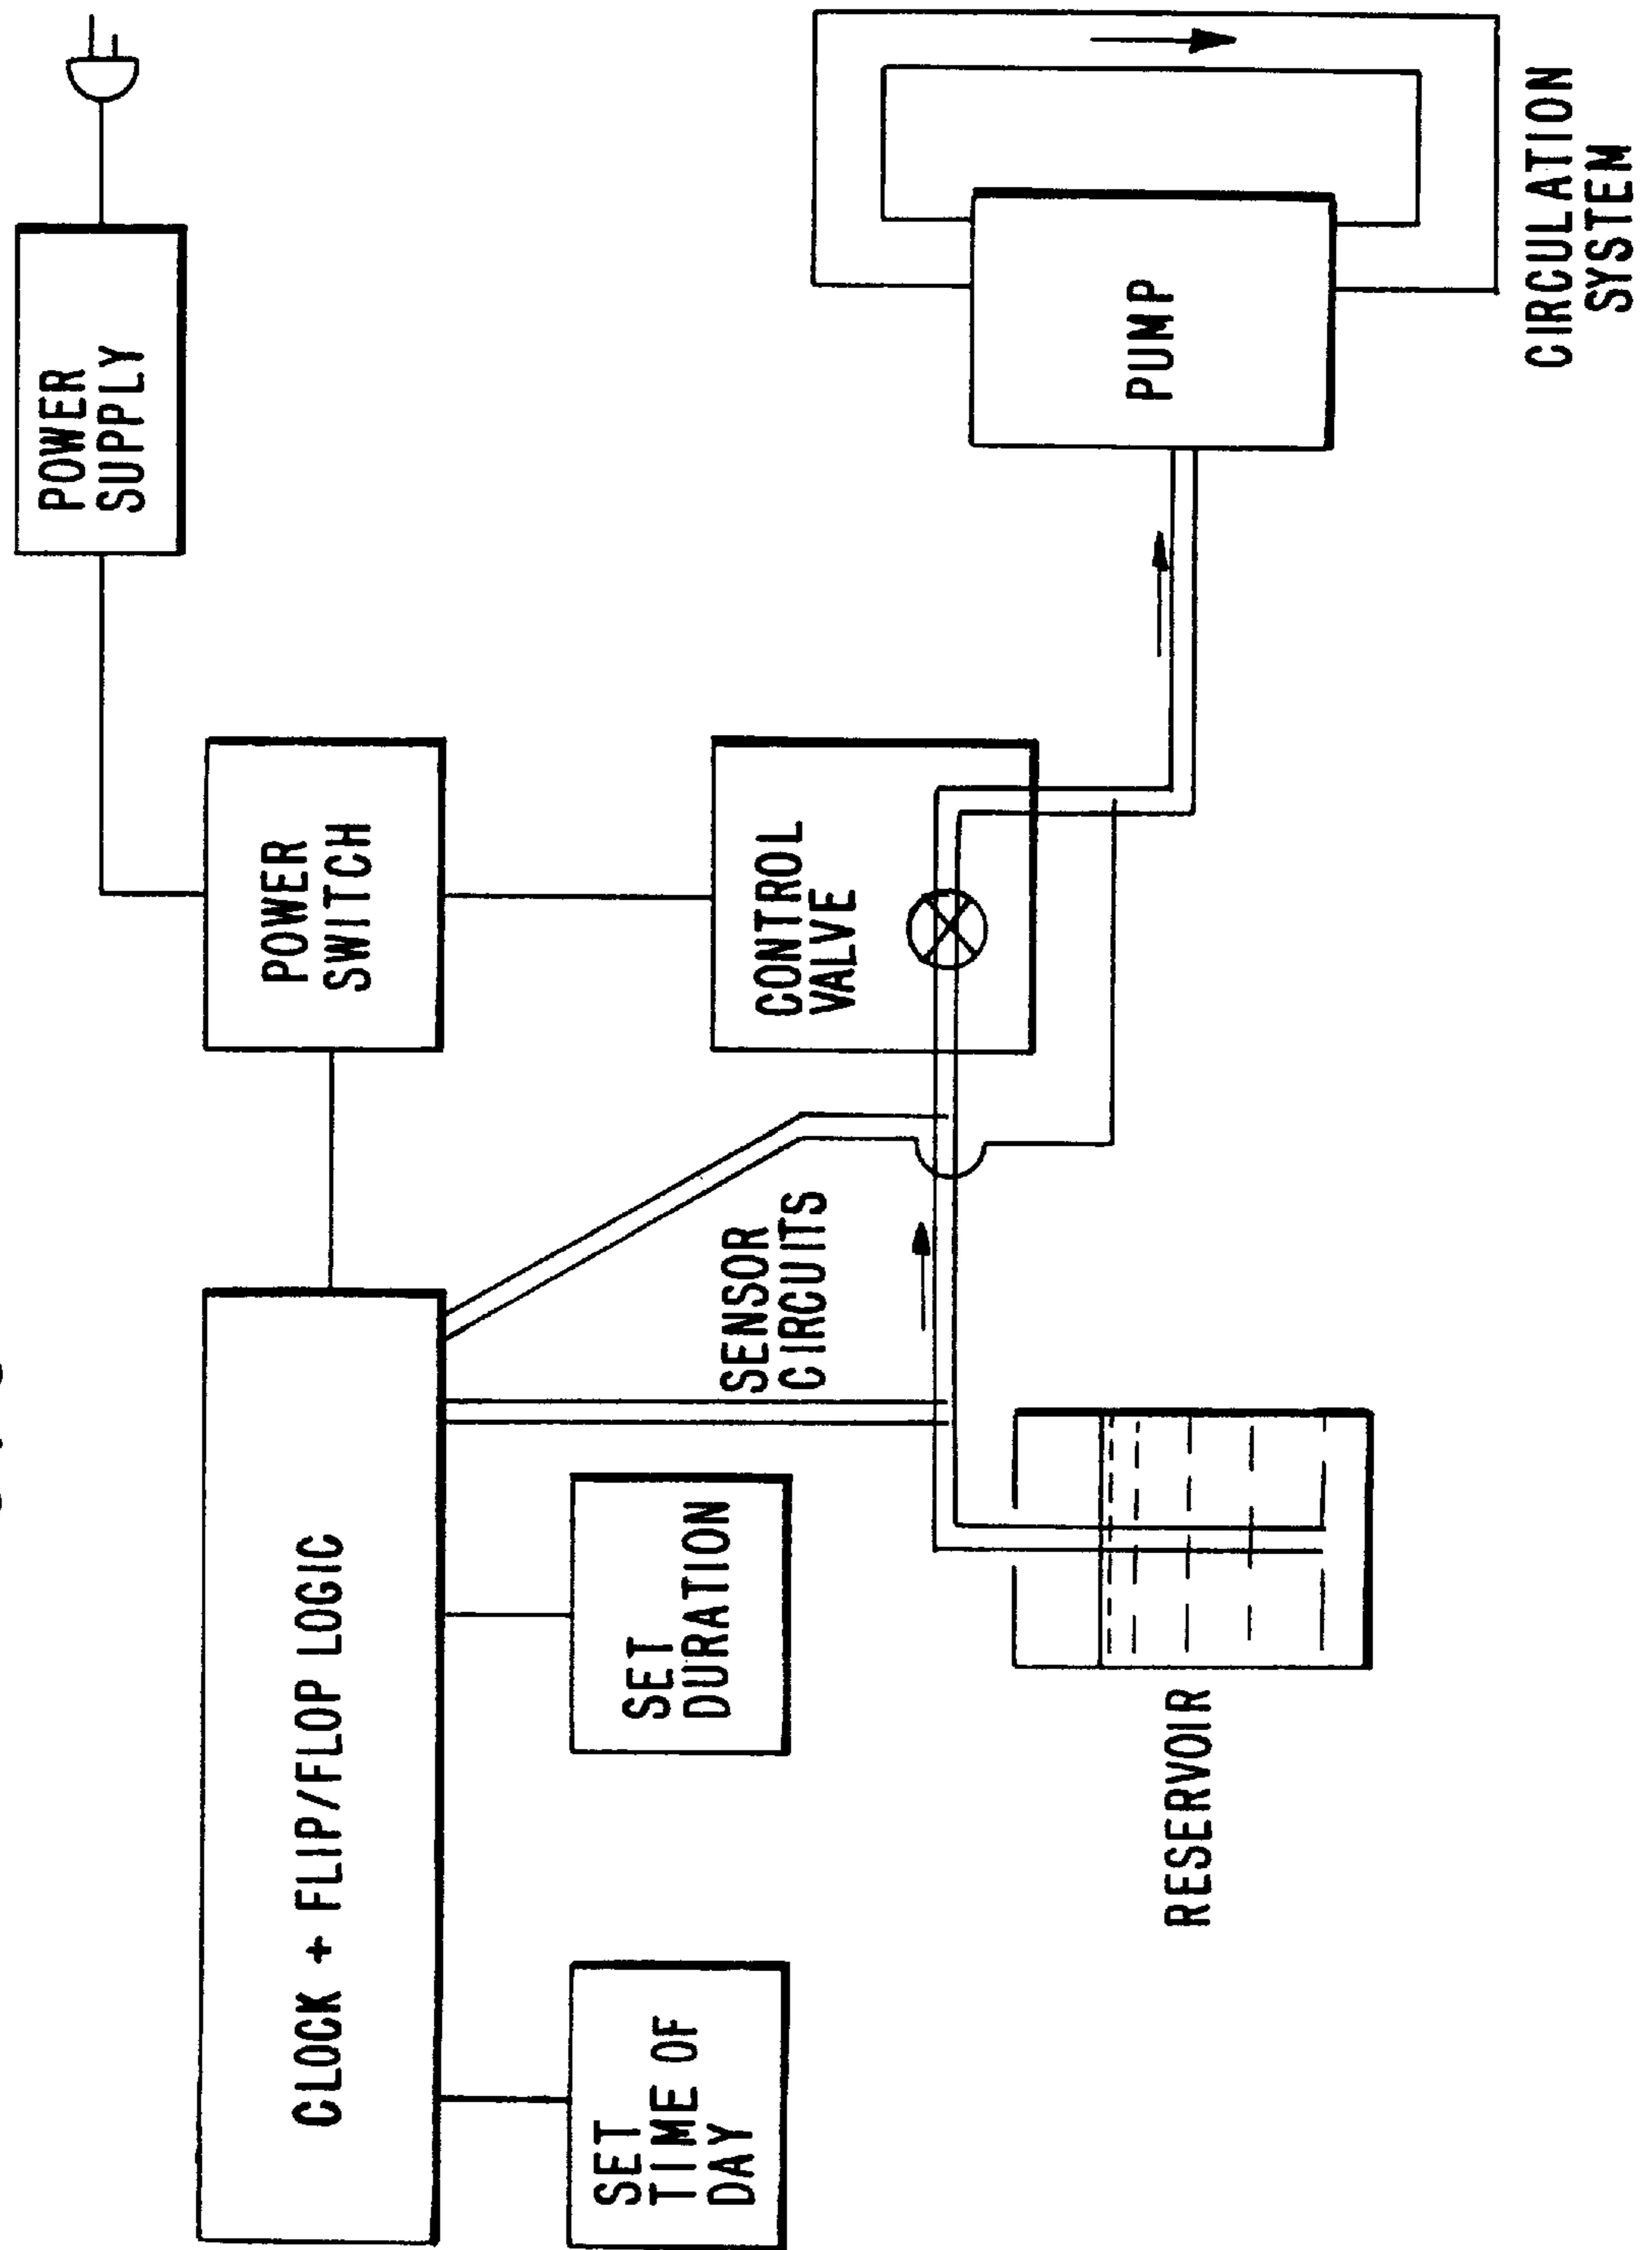 POWER
SUPPLY
POWER
SWITCH
CLOCK + FLIP/FLOP LOGIC
SET
TIME OF
DAY
SET
DURATION
SENSOR
CIRCUITS
CONTROL
VALVE
PUMP
RESERVOIR
CIRCULATION
SYSTEM